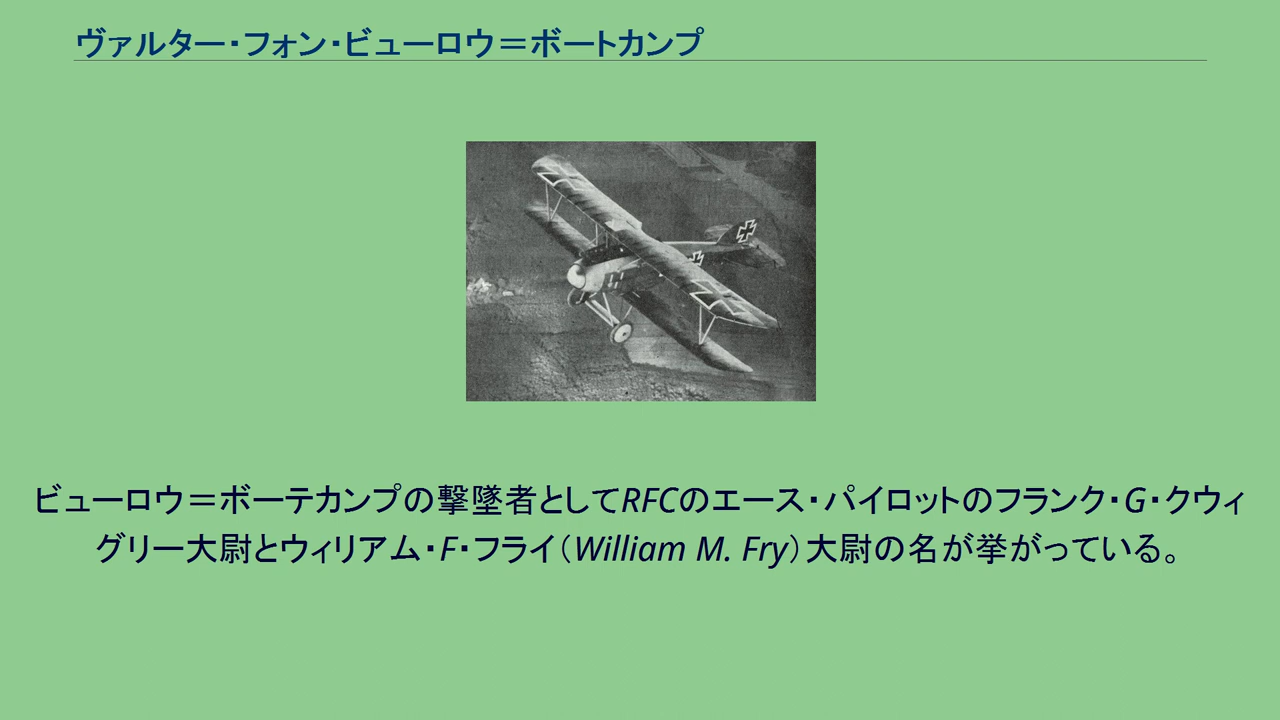 ヴァルター・フォン・ビューロウ＝ボートカンプ
ビューロウ＝ボーテカンプの撃墜者としてRFCのエース・パイロットのフランク・G・クウィ
グリー大尉とウィリアム・F・フライ（William M. Fry）大尉の名が挙がっている。